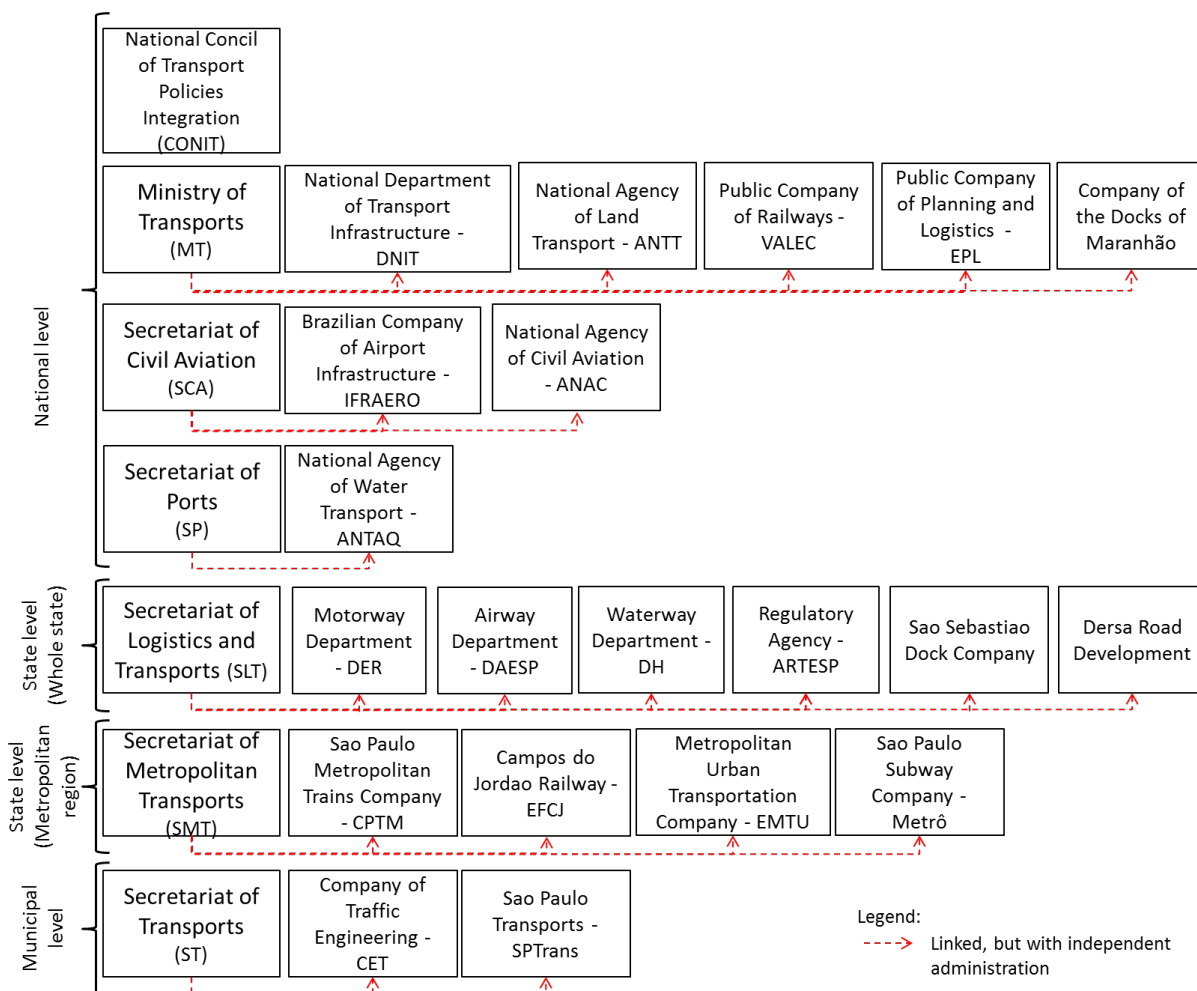 National Concil
of Transport
Policies
Integration
(CONIT)
Ministry of
Transports
(MT)
National Department
of Transport
Infrastructure -
DNIT
National Agency
of Land
Transport - ANTT
Public Company
of Railways -
VALEC
Public Company
of Planning and
Logistics -
EPL
Company of
the Docks of
Maranhão
National level
Secretariat of
Civil Aviation
(SCA)
Brazilian Company
of Airport
Infrastructure -
IFRAERO
National Agency
of Civil Aviation
- ANAC
Secretariat of
Ports
(SP)
National Agency
of Water
Transport -
ANTAQ
State level
(Whole state)
Secretariat of
Logistics and
Transports (SLT)
Motorway
Department
- DER
Airway
Department
- DAESP
Waterway
Department -
DH
Regulatory
Agency -
ARTESP
Sao Sebastiao
Dock Company
Dersa Road
Development
State level
(Metropolitan
region)
Secretariat of
Metropolitan
Transports
(SMT)
Sao Paulo
Metropolitan
Trains Company
- CPTM
Campos do
Jordao Railway -
EFCJ
Metropolitan
Urban
Transportation
Company - EMTU
Sao Paulo
Subway
Company -
Metrô
Municipal
level
Secretariat of
Transports
(ST)
Company of
Traffic
Engineering -
CET
Sao Paulo
Transports -
SPTrans
Legend:
Linked, but with independent
administration